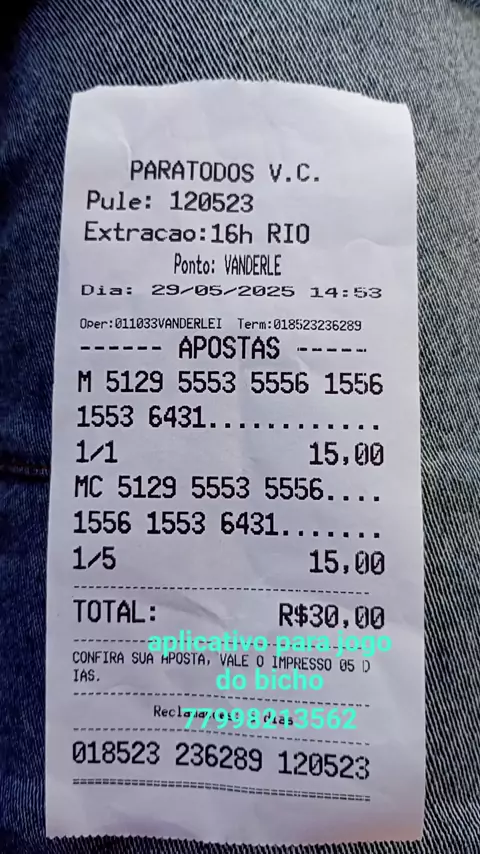 PARATODOS V.C.
Pule: 120523
Extracao:16h RIO
Ponto: VANDERLE
Dia: 29/05/2025 14:53
Oper:011033VANDERLEI Term:018523236289
------ APOSTAS -----
M 5129 5553 5556 1556
1553 6431............
1/1 15,00
MC 5129 5553 5556....
1556 1553 6431.......
1/5 15,00
TOTAL: R$30,00
aplicativo para jogo
CONFIRA SUA APOSTA, VALE O IMPRESSO 05 D
IAS.
do bicho
dias
77998213562
018523 236289 120523